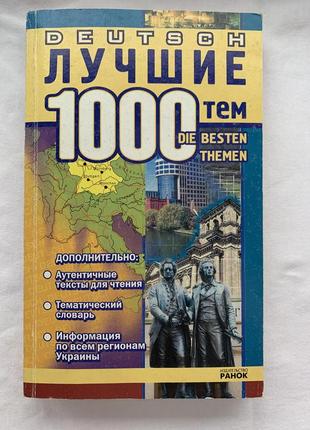 DEUTSCH
ЛУЧШИЕ
1000 тем
DIE BESTEN
THEMEN
ДОПОЛНИТЕЛЬНО:
Аутентичные
тексты для чтения
Тематический
словарь
Информация
по всем регионам
Украины
ИЗДАТЕЛЬСТВО
РАНОК